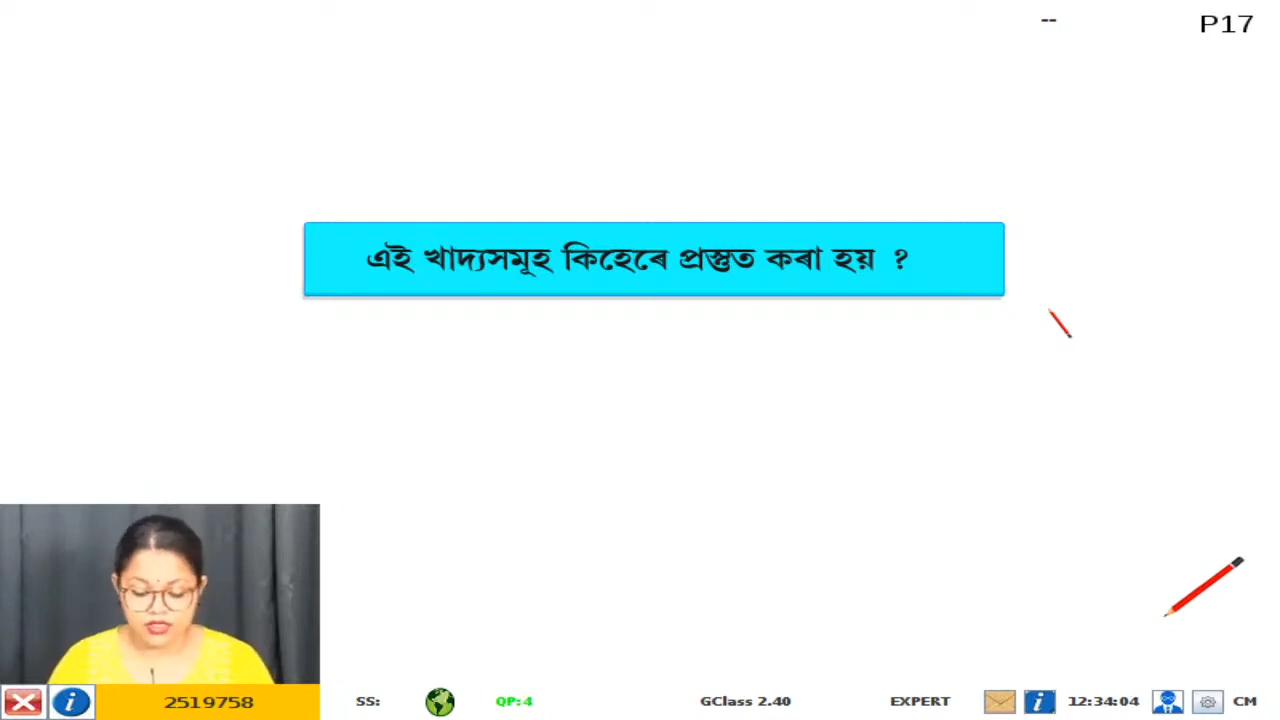 --
P17
এই খাদ্যসমূহ কিহেৰে প্ৰস্তুত কৰা হয় ?
2519758
SS:
QP:4
GClass 2.40
EXPERT
12:34:04
CM